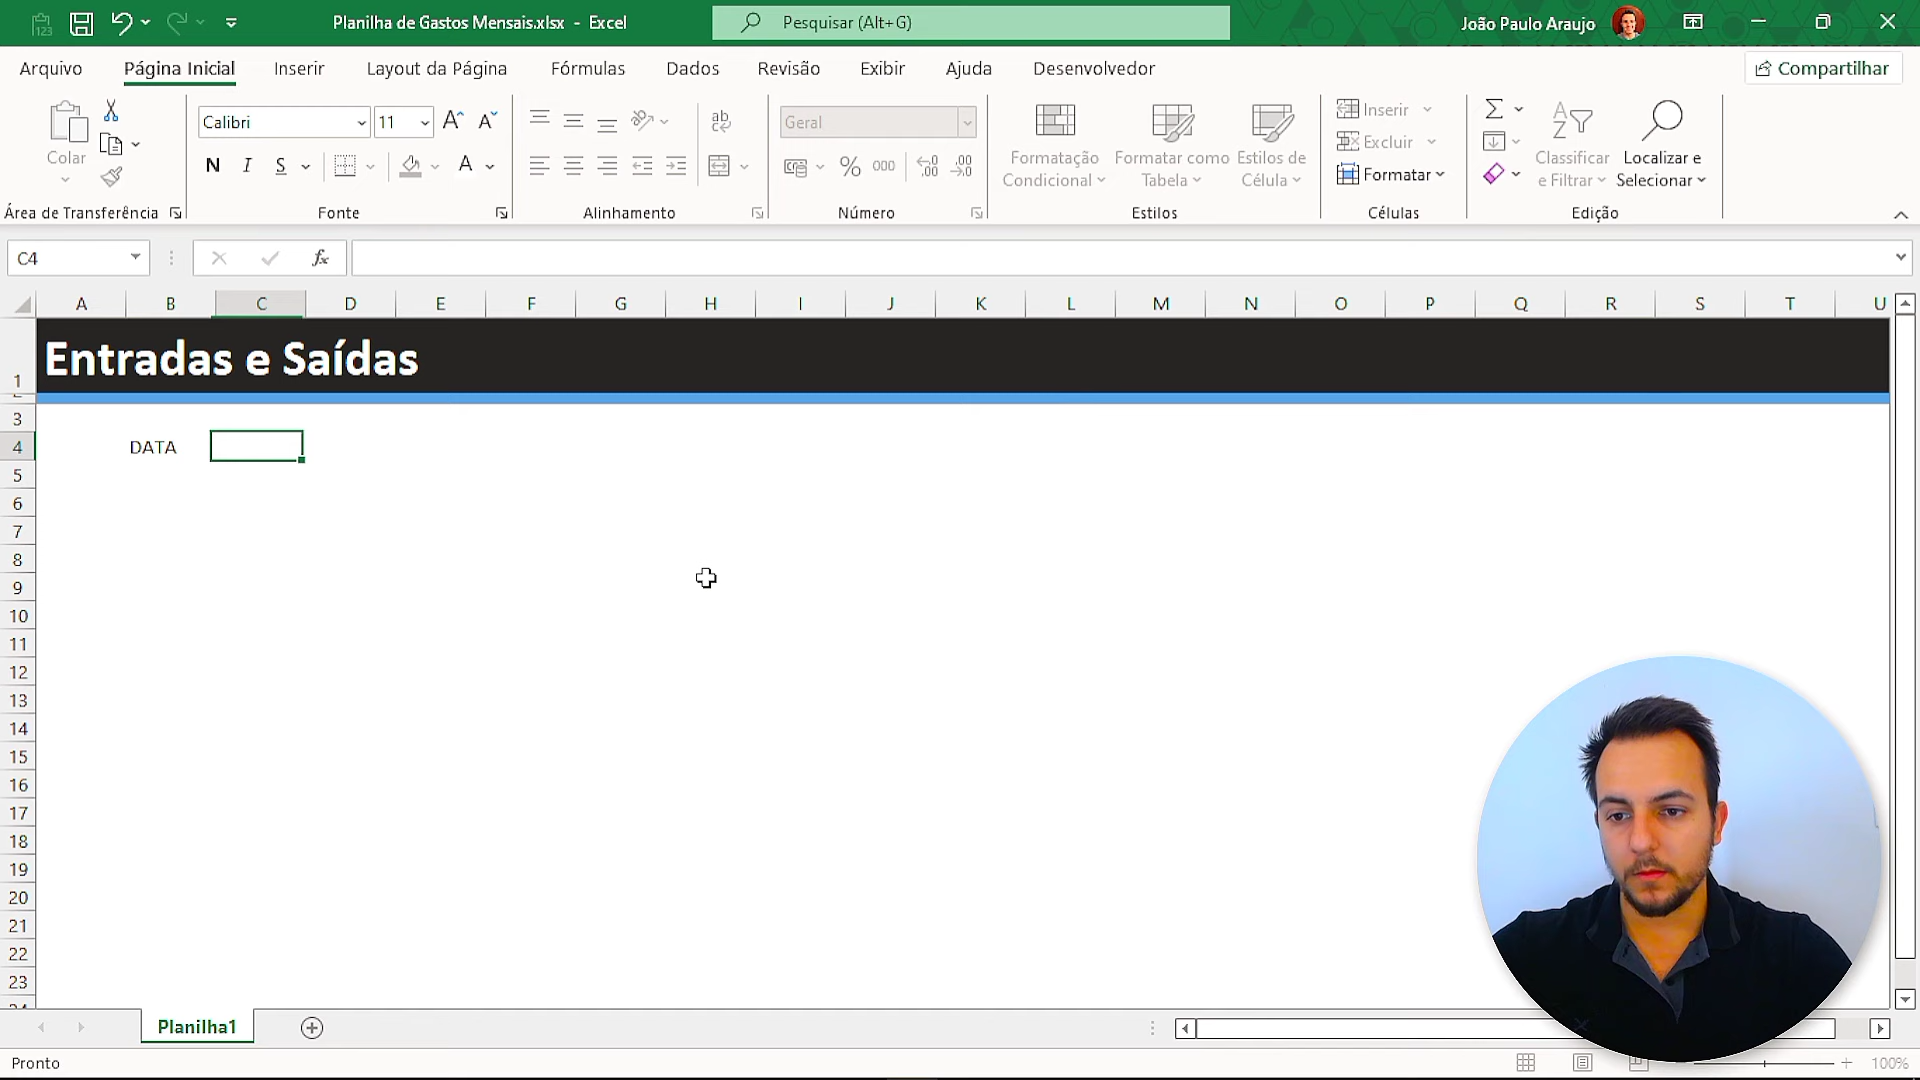 Planilha de Gastos Mensais.xlsx - Excel
Pesquisar (Alt+G)
João Paulo Araujo
Arquivo Página Inicial Inserir Layout da Página Fórmulas Dados Revisão Exibir Ajuda Desenvolvedor Compartilhar
Colar
Área de Transferência
Calibri 11
N I S A
Fonte
ab
Alinhamento
Geral
% 000
Número
Formatação Condicional
Formatar como Tabela
Estilos de Célula
Estilos
Inserir
Excluir
Formatar
Células
Classificar e Filtrar
Localizar e Selecionar
Edição
C4 fx
A B C D E F G H I J K L M N O P Q R S T U
1 Entradas e Saídas
2
3
4 DATA
5
6
7
8
9
10
11
12
13
14
15
16
17
18
19
20
21
22
23
Planilha1
Pronto
100%